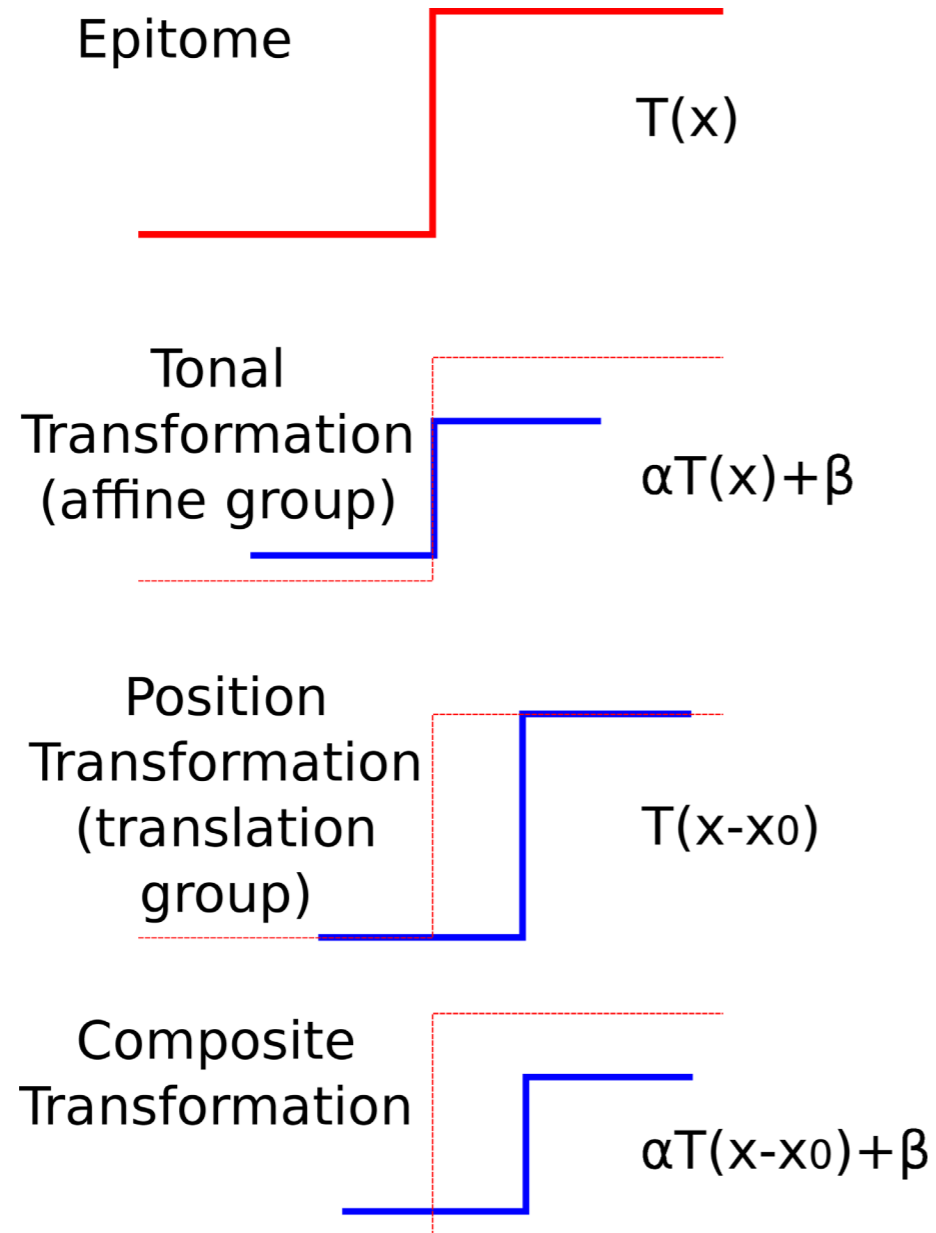 Epitome
T(x)
Tonal
Transformation
(affine group)
αT(x)+β
Position
Transformation
(translation
group)
T(x-x0)
Composite
Transformation
αT(x-x0)+β